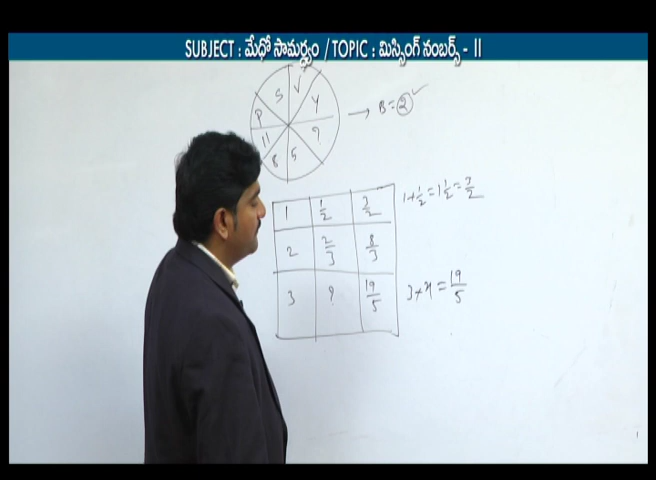 SUBJECT : మేధో సామర్థ్యం / TOPIC : మిస్సింగ్ నంబర్స్ - II
S V Y
P 9
11 8 5
→ B = 2 ✓
1 1/2 3/2 1+1/2 = 1 1/2 = 3/2
2 2/3 8/3
3 ? 19/5 3+x = 19/5